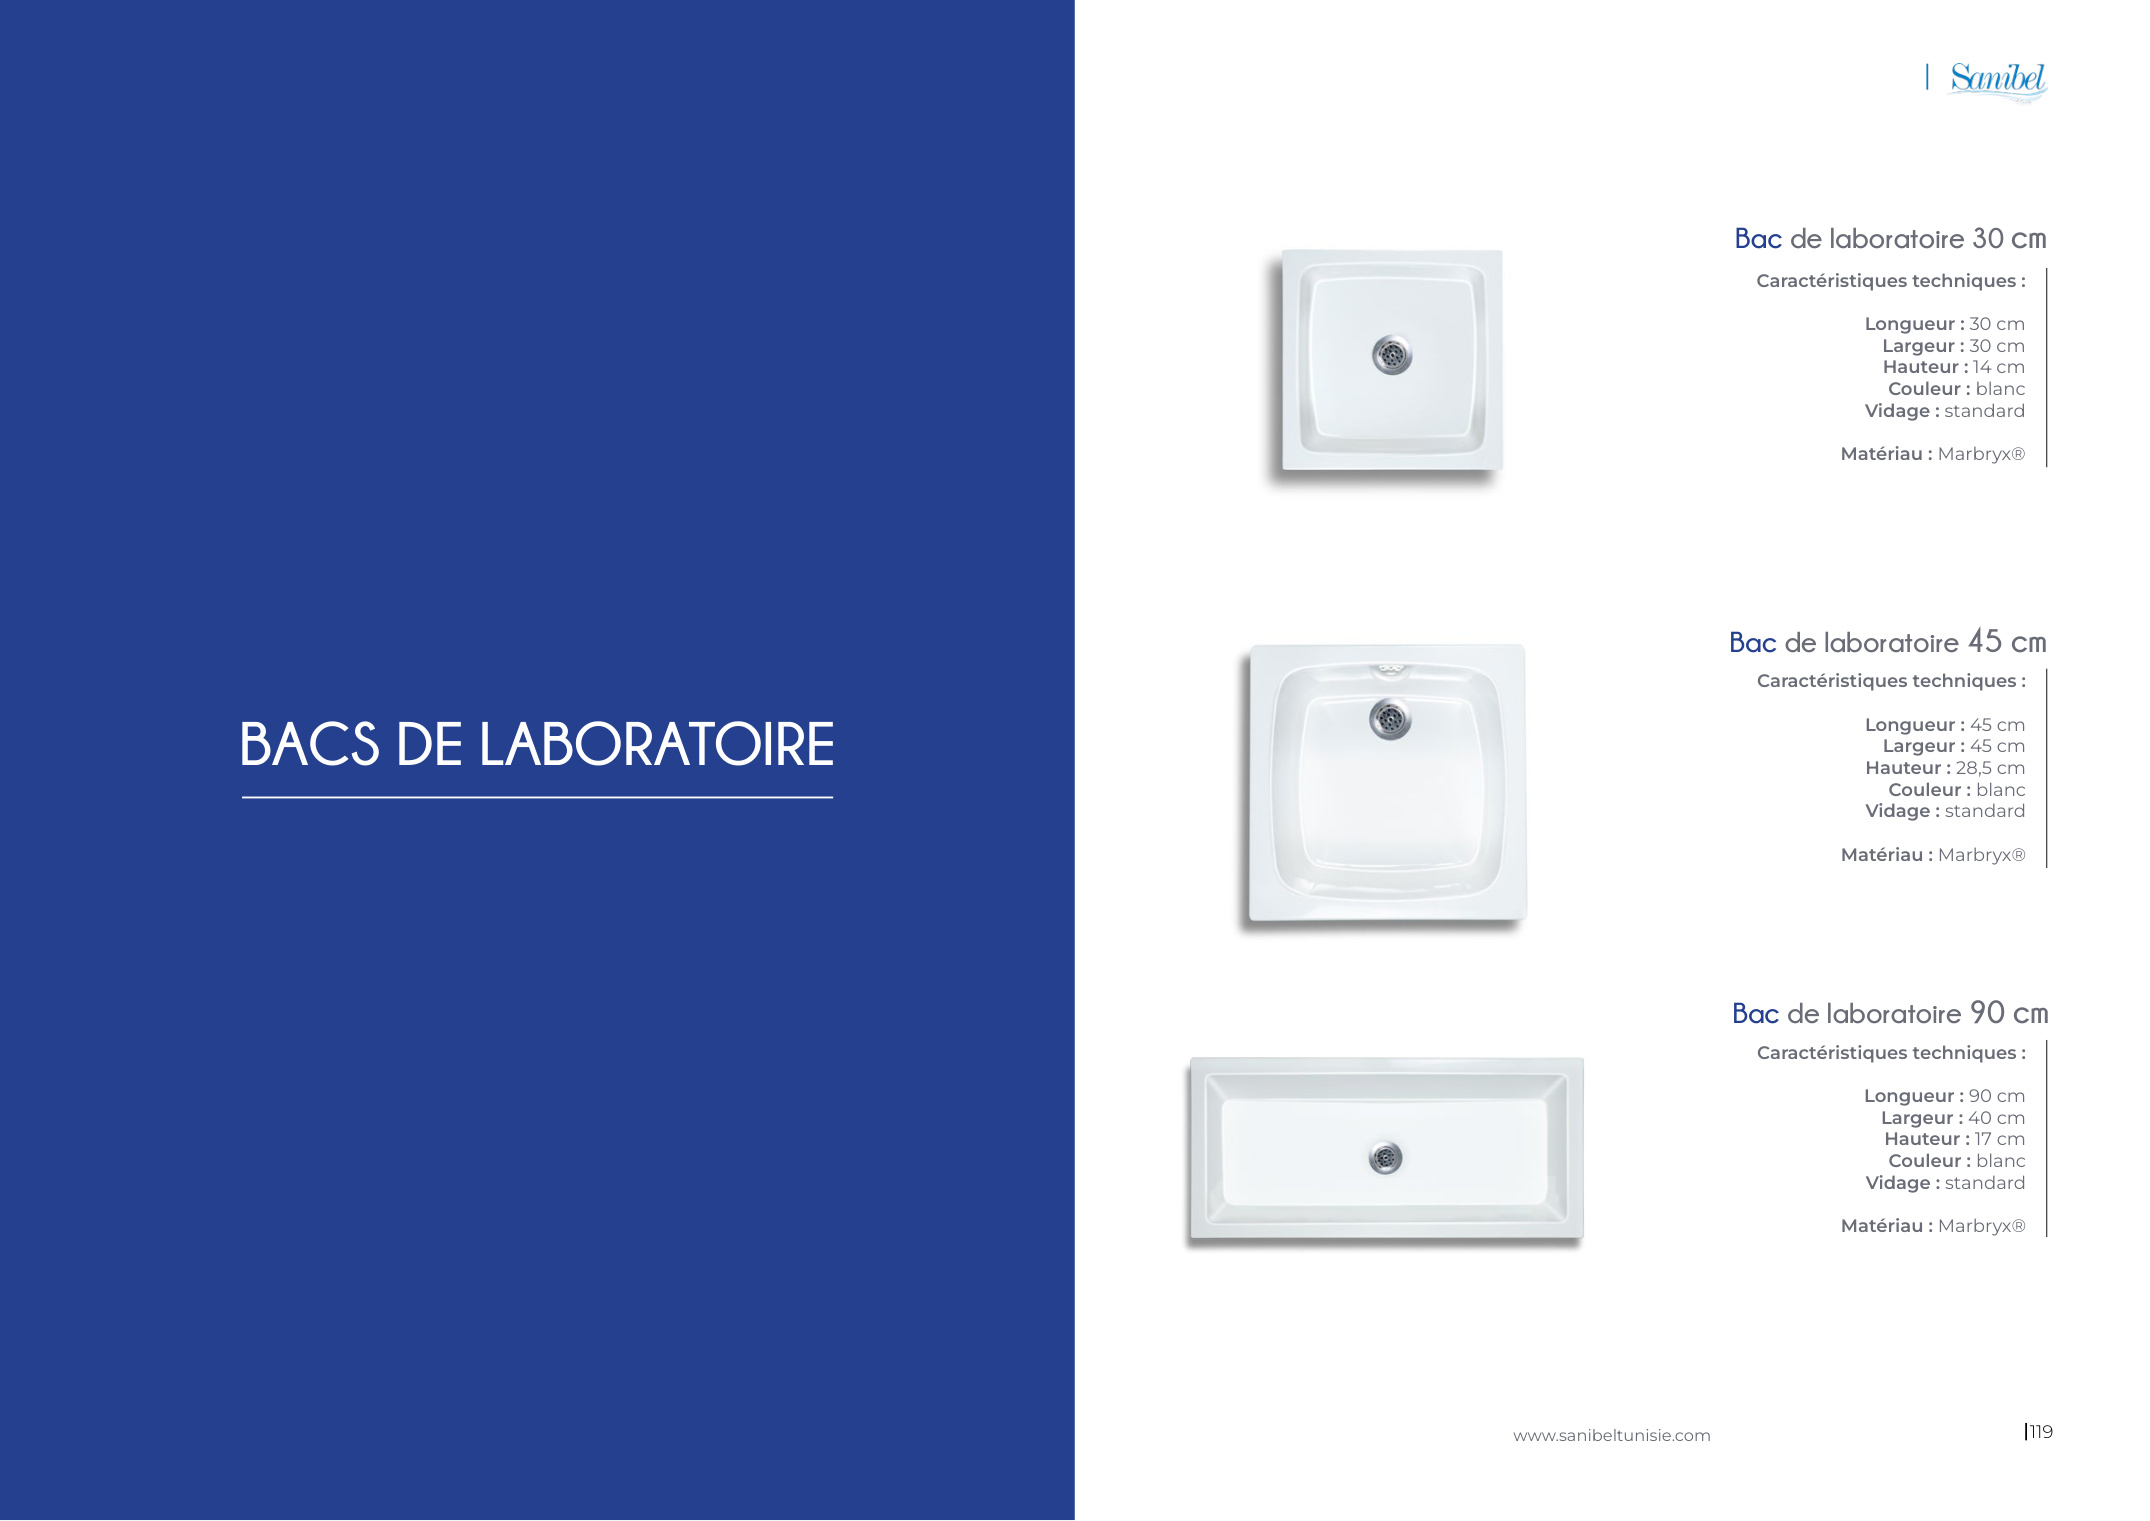 BACS DE LABORATOIRE
Sanibel
Bac de laboratoire 30 cm
Caractéristiques techniques :
Longueur : 30 cm
Largeur : 30 cm
Hauteur : 14 cm
Couleur : blanc
Vidage : standard
Matériau : Marbryx®
Bac de laboratoire 45 cm
Caractéristiques techniques :
Longueur : 45 cm
Largeur : 45 cm
Hauteur : 28,5 cm
Couleur : blanc
Vidage : standard
Matériau : Marbryx®
Bac de laboratoire 90 cm
Caractéristiques techniques :
Longueur : 90 cm
Largeur : 40 cm
Hauteur : 17 cm
Couleur : blanc
Vidage : standard
Matériau : Marbryx®
www.sanibeltunisie.com
|119